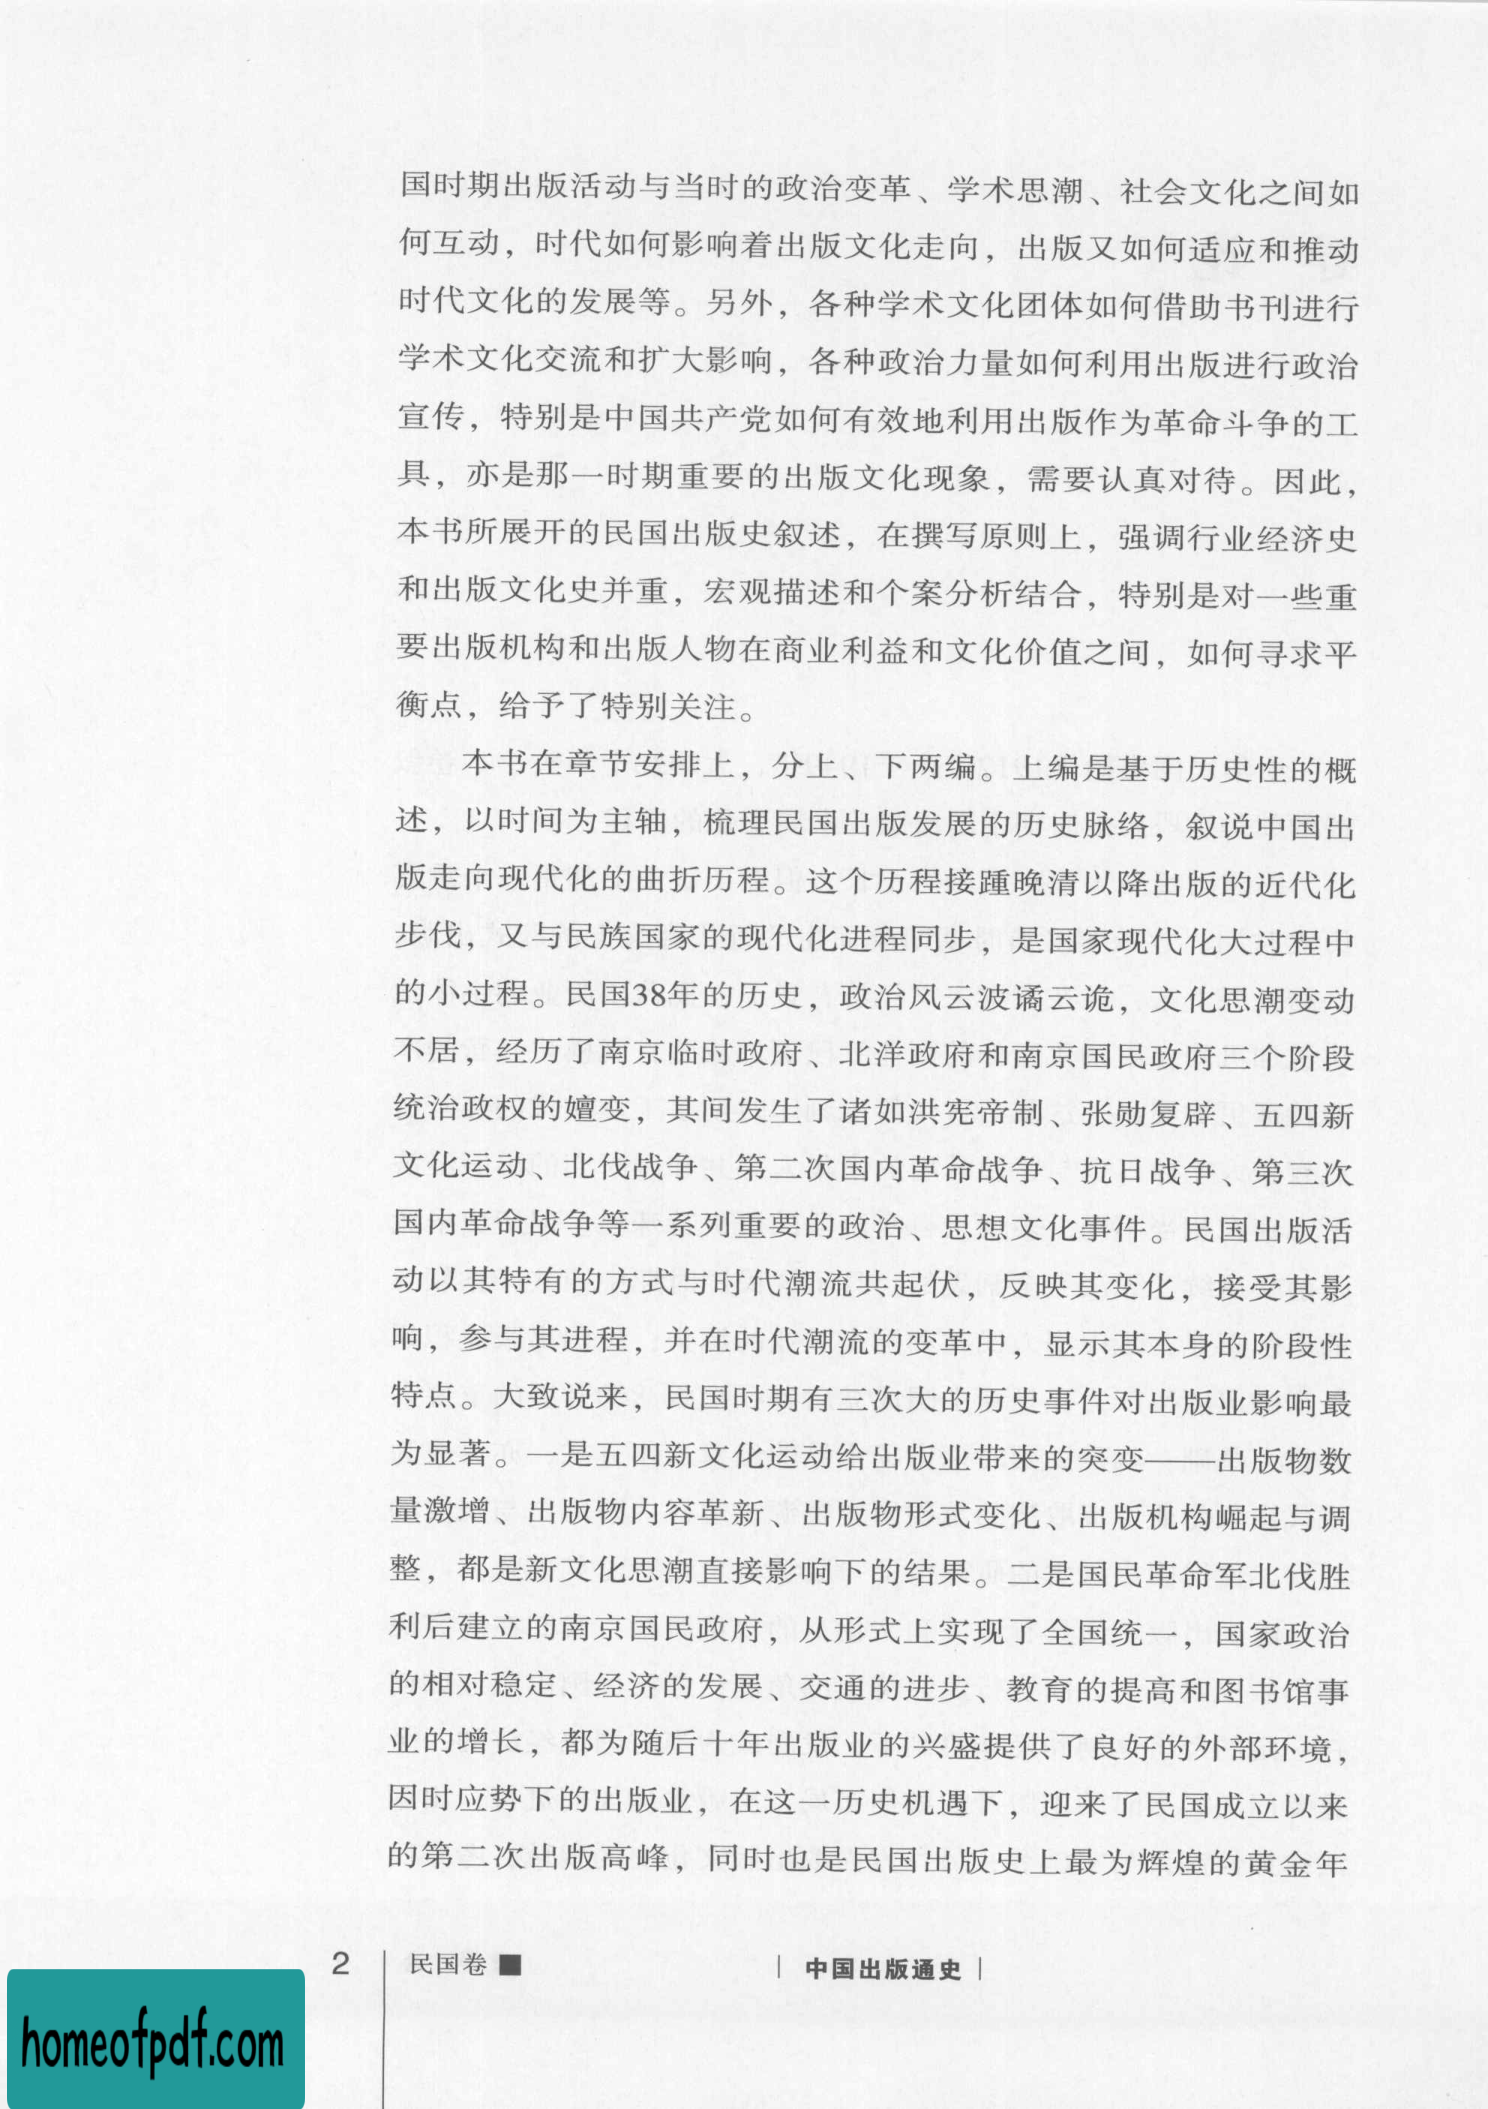 国时期出版活动与当时的政治变革、学术思潮、社会文化之间如
何互动，时代如何影响着出版文化走向，出版又如何适应和推动
时代文化的发展等。另外，各种学术文化团体如何借助书刊进行
学术文化交流和扩大影响，各种政治力量如何利用出版进行政治
宣传，特别是中国共产党如何有效地利用出版作为革命斗争的工
具，亦是那一时期重要的出版文化现象，需要认真对待。因此，
本书所展开的民国出版史叙述，在撰写原则上，强调行业经济史
和出版文化史并重，宏观描述和个案分析结合，特别是对一些重
要出版机构和出版人物在商业利益和文化价值之间，如何寻求平
衡点，给予了特别关注。
本书在章节安排上，分上、下两编。上编是基于历史性的概
述，以时间为主轴，梳理民国出版发展的历史脉络，叙说中国出
版走向现代化的曲折历程。这个历程接踵晚清以降出版的近代化
步伐，又与民族国家的现代化进程同步，是国家现代化大过程中
的小过程。民国38年的历史，政治风云波谲云诡，文化思潮变动
不居，经历了南京临时政府、北洋政府和南京国民政府三个阶段
统治政权的嬗变，其间发生了诸如洪宪帝制、张勋复辟、五四新
文化运动、北伐战争、第二次国内革命战争、抗日战争、第三次
国内革命战争等一系列重要的政治、思想文化事件。民国出版活
动以其特有的方式与时代潮流共起伏，反映其变化，接受其影
响，参与其进程，并在时代潮流的变革中，显示其本身的阶段性
特点。大致说来，民国时期有三次大的历史事件对出版业影响最
为显著。一是五四新文化运动给出版业带来的突变——出版物数
量激增、出版物内容革新、出版物形式变化、出版机构崛起与调
整，都是新文化思潮直接影响下的结果。二是国民革命军北伐胜
利后建立的南京国民政府，从形式上实现了全国统一，国家政治
的相对稳定、经济的发展、交通的进步、教育的提高和图书馆事
业的增长，都为随后十年出版业的兴盛提供了良好的外部环境，
因时应势下的出版业，在这一历史机遇下，迎来了民国成立以来
的第二次出版高峰，同时也是民国出版史上最为辉煌的黄金年
2 民国卷 ■ | 中国出版通史 |
homeofpdf.com